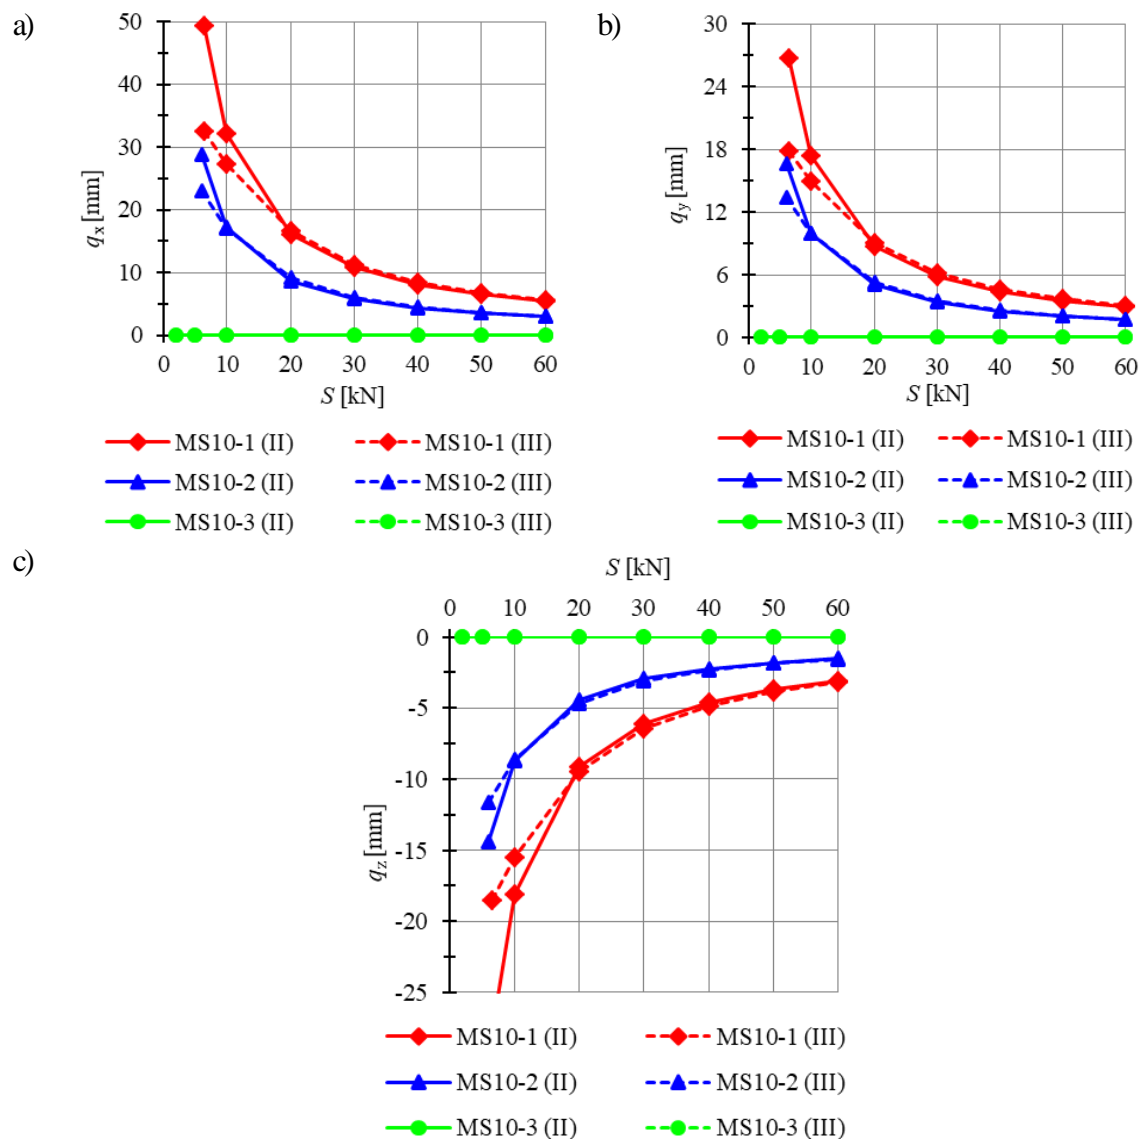 a)
50
40
30
20
10
0
qx [mm]
0 10 20 30 40 50 60
S [kN]
MS10-1 (II) MS10-1 (III)
MS10-2 (II) MS10-2 (III)
MS10-3 (II) MS10-3 (III)
b)
30
24
18
12
6
0
qy [mm]
0 10 20 30 40 50 60
S [kN]
MS10-1 (II) MS10-1 (III)
MS10-2 (II) MS10-2 (III)
MS10-3 (II) MS10-3 (III)
c)
S [kN]
0 10 20 30 40 50 60
0
-5
-10
-15
-20
-25
qz [mm]
MS10-1 (II) MS10-1 (III)
MS10-2 (II) MS10-2 (III)
MS10-3 (II) MS10-3 (III)